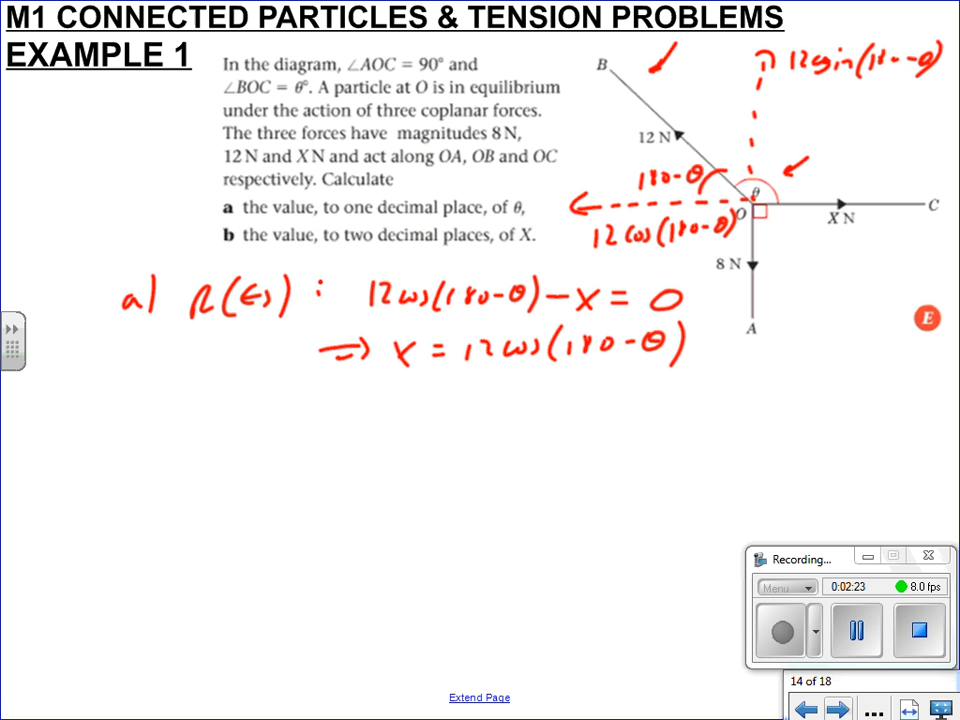 M1 CONNECTED PARTICLES & TENSION PROBLEMS
EXAMPLE 1
In the diagram, ∠AOC = 90° and
∠BOC = θ°. A particle at O is in equilibrium
under the action of three coplanar forces.
The three forces have magnitudes 8 N,
12 N and X N and act along OA, OB and OC
respectively. Calculate
a the value, to one decimal place, of θ,
b the value, to two decimal places, of X.
B
12 sin(180-θ)
12 N
180-θ
θ
O
C
X N
12 cos(180-θ)
8 N
A
E
a) R(↔): 12cos(180-θ) - X = 0
⇒ X = 12cos(180-θ)
Recording...
Menu
0:02:23
8.0 fps
14 of 18
Extend Page